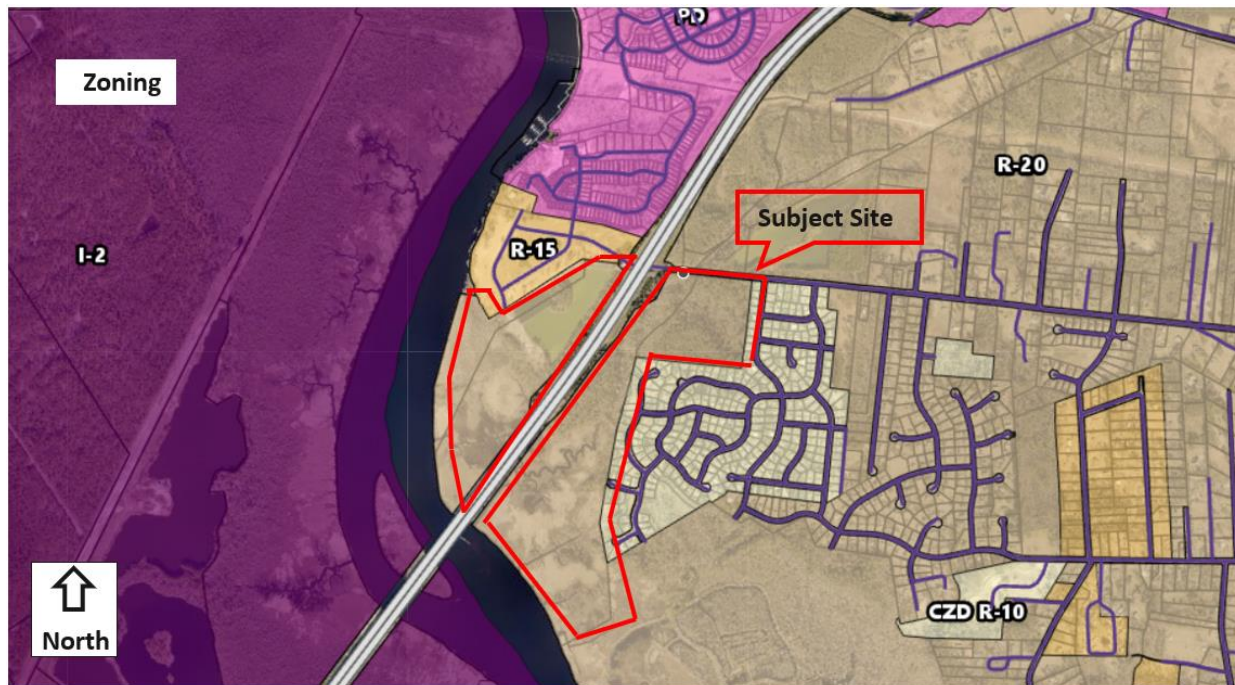 PD
Zoning
R-20
Subject Site
I-2
R-15
North
CZD R-10